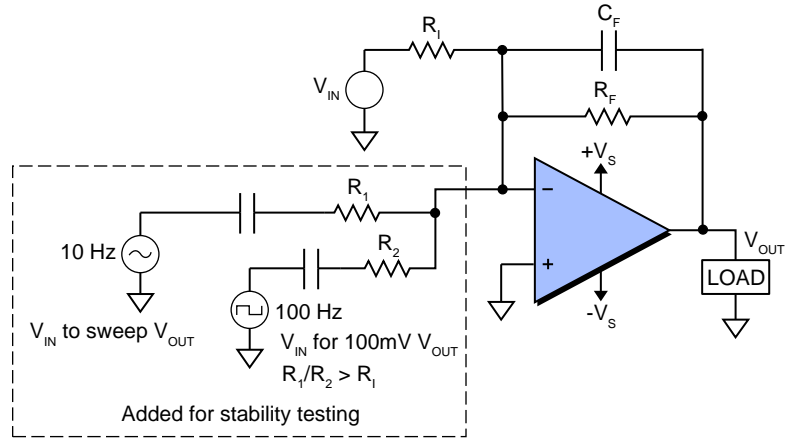 R_I
C_F
V_IN
R_F
+V_S
R_1
−
10 Hz
R_2
+
V_OUT
LOAD
100 Hz
-V_S
V_IN to sweep V_OUT
V_IN for 100mV V_OUT
R_1/R_2 > R_I
Added for stability testing